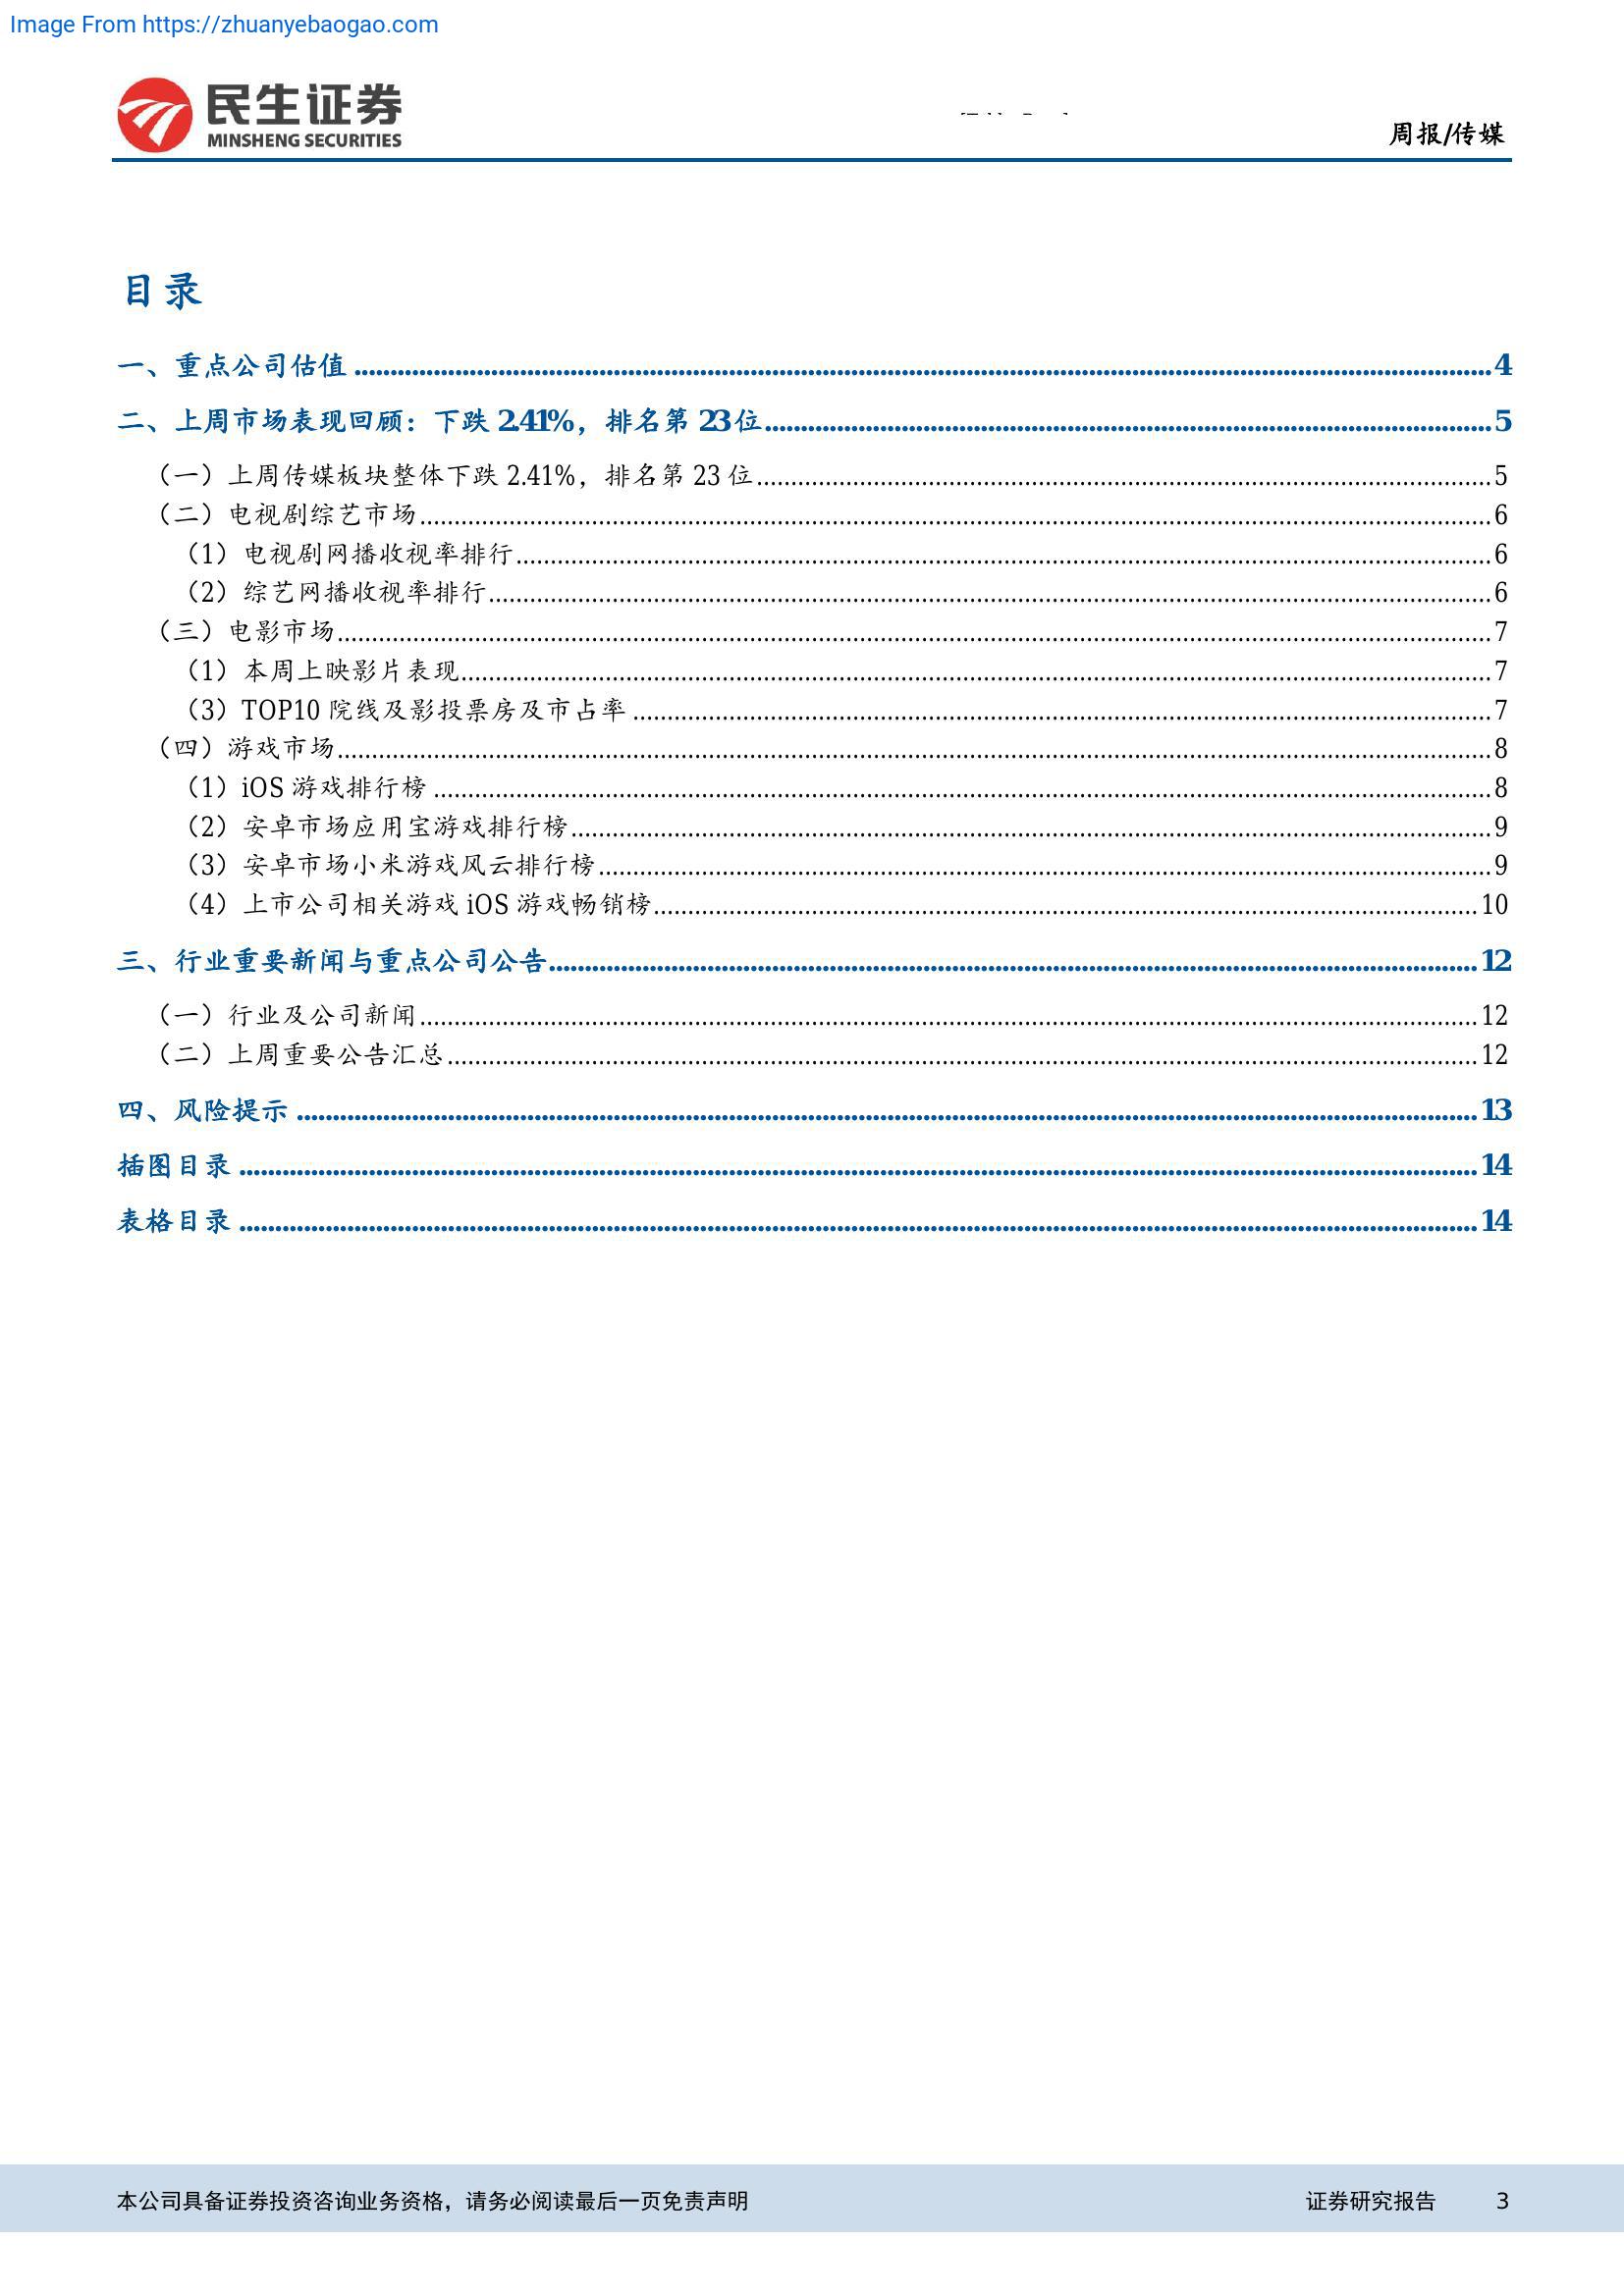 Image From https://zhuanyebaogao.com
民生证券
MINSHENG SECURITIES
周报/传媒
目录
一、重点公司估值 ........ 4
二、上周市场表现回顾：下跌 2.41%，排名第 23 位 ........ 5
（一）上周传媒板块整体下跌 2.41%，排名第 23 位 ........ 5
（二）电视剧综艺市场 ........ 6
（1）电视剧网播收视率排行 ........ 6
（2）综艺网播收视率排行 ........ 6
（三）电影市场 ........ 7
（1）本周上映影片表现 ........ 7
（3）TOP10 院线及影投票房及市占率 ........ 7
（四）游戏市场 ........ 8
（1）iOS 游戏排行榜 ........ 8
（2）安卓市场应用宝游戏排行榜 ........ 9
（3）安卓市场小米游戏风云排行榜 ........ 9
（4）上市公司相关游戏 iOS 游戏畅销榜 ........ 10
三、行业重要新闻与重点公司公告 ........ 12
（一）行业及公司新闻 ........ 12
（二）上周重要公告汇总 ........ 12
四、风险提示 ........ 13
插图目录 ........ 14
表格目录 ........ 14
本公司具备证券投资咨询业务资格，请务必阅读最后一页免责声明 证券研究报告 3